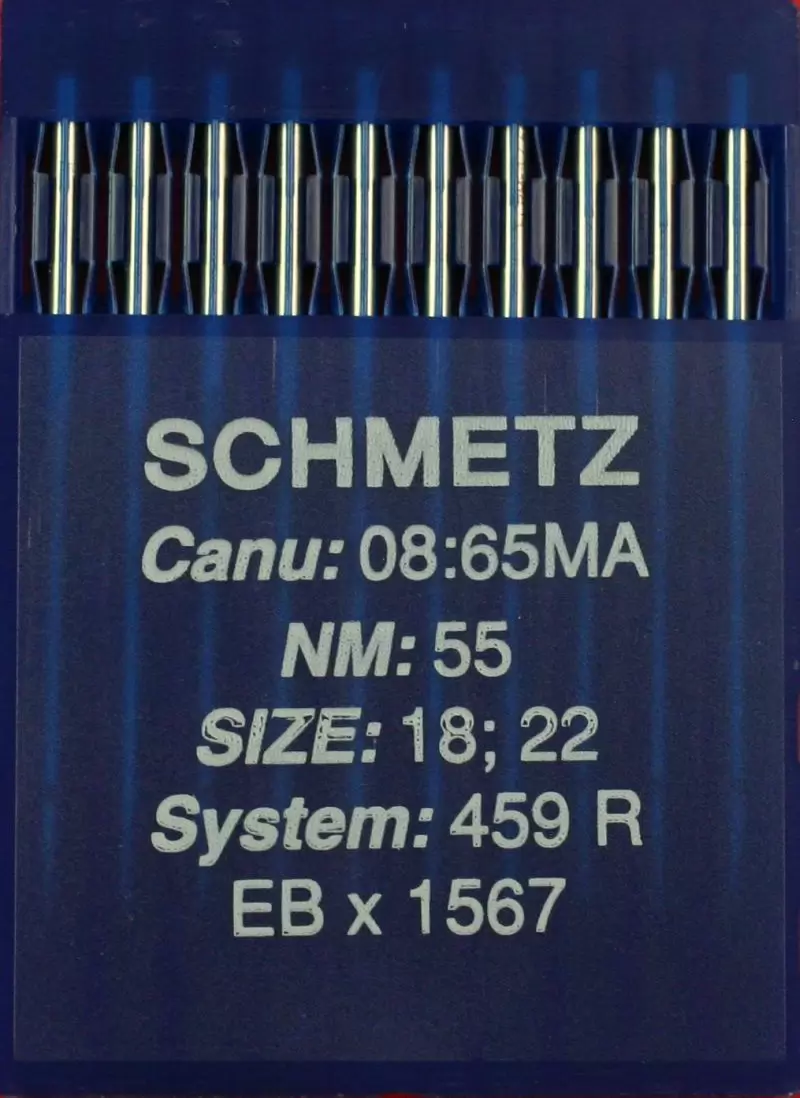 SCHMETZ
Canu: 08:65MA
NM: 55
SIZE: 18; 22
System: 459 R
EB x 1567